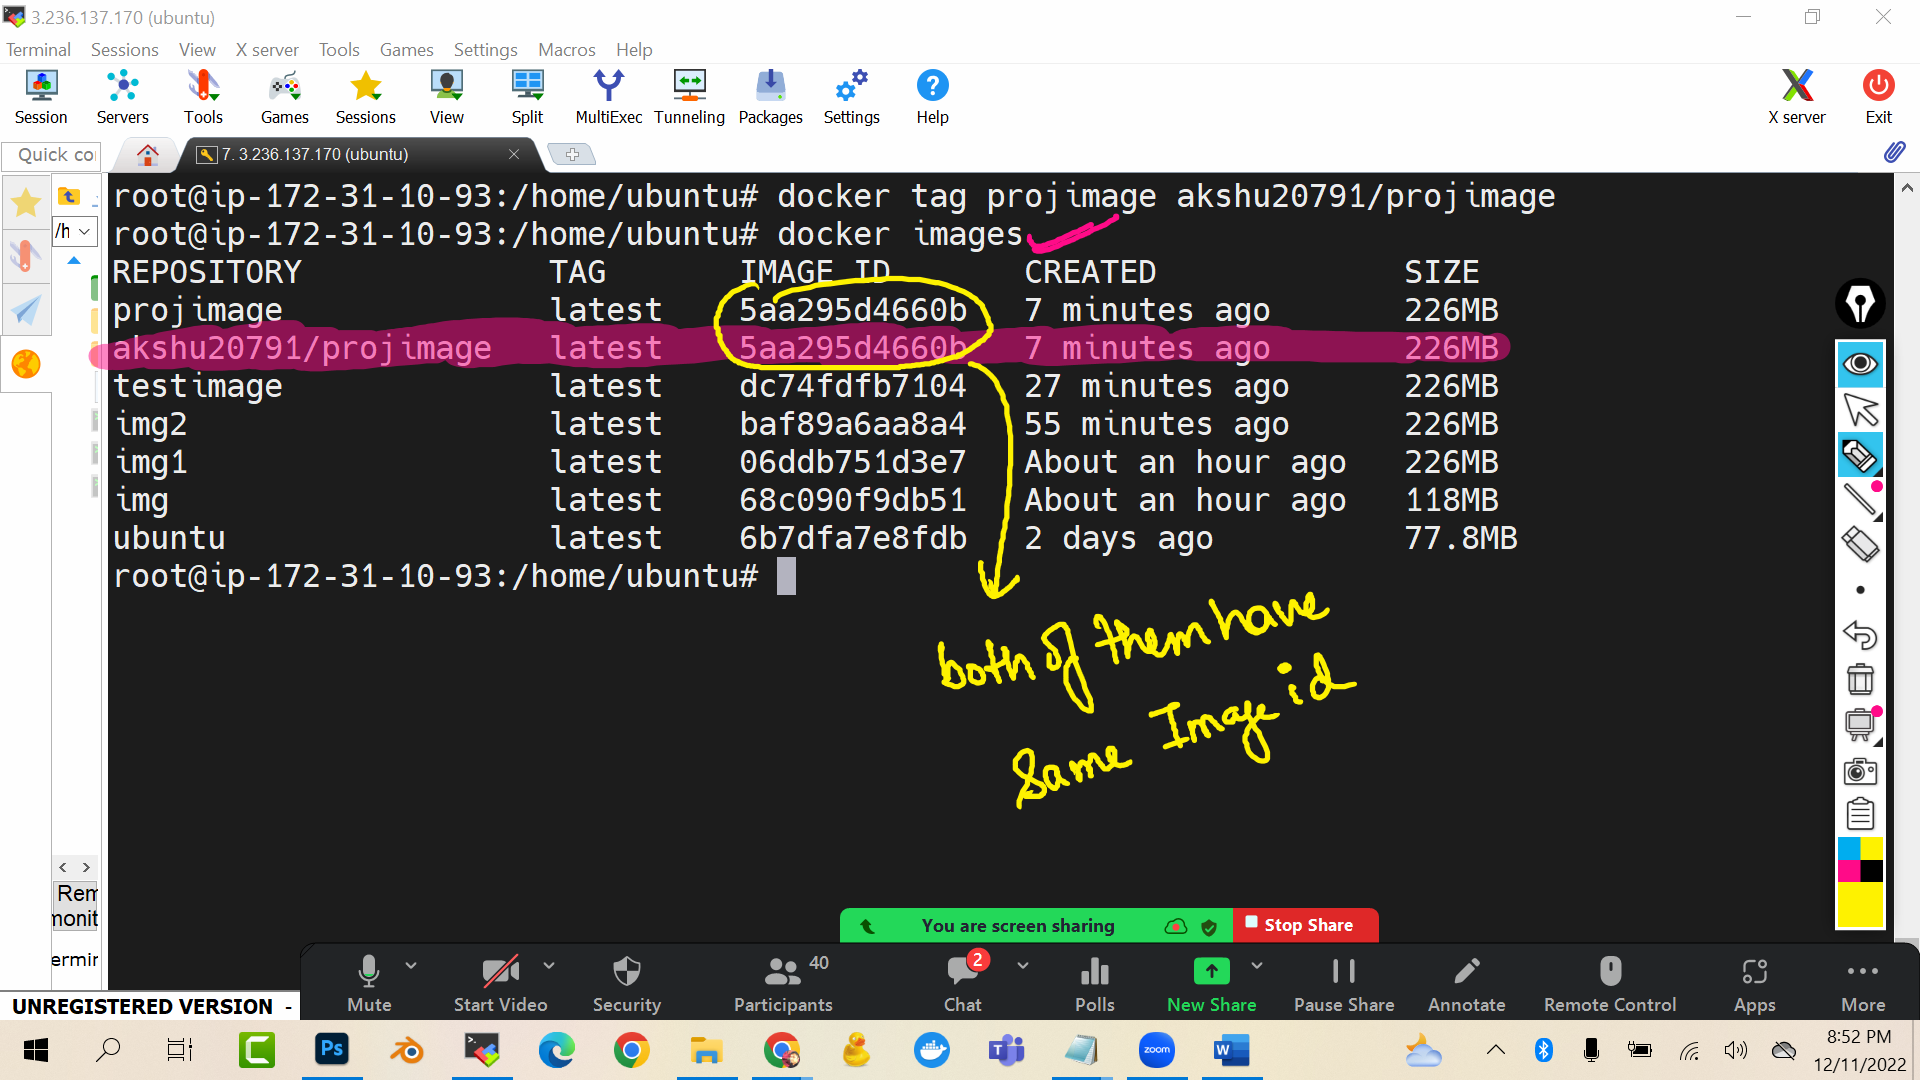 3.236.137.170 (ubuntu)
Terminal Sessions View X server Tools Games Settings Macros Help
Session Servers Tools Games Sessions View Split MultiExec Tunneling Packages Settings Help X server Exit
Quick co 7. 3.236.137.170 (ubuntu)
/h
root@ip-172-31-10-93:/home/ubuntu# docker tag projimage akshu20791/projimage
root@ip-172-31-10-93:/home/ubuntu# docker images
REPOSITORY TAG IMAGE ID CREATED SIZE
projimage latest 5aa295d4660b 7 minutes ago 226MB
akshu20791/projimage latest 5aa295d4660b 7 minutes ago 226MB
testimage latest dc74fdfb7104 27 minutes ago 226MB
img2 latest baf89a6aa8a4 55 minutes ago 226MB
img1 latest 06ddb751d3e7 About an hour ago 226MB
img latest 68c090f9db51 About an hour ago 118MB
ubuntu latest 6b7dfa7e8fdb 2 days ago 77.8MB
root@ip-172-31-10-93:/home/ubuntu#
both of them have
Same Image id
Rem
monit
ermin
You are screen sharing Stop Share
40 2
Mute Start Video Security Participants Chat Polls New Share Pause Share Annotate Remote Control Apps More
UNREGISTERED VERSION -
Ps zoom W
8:52 PM
12/11/2022